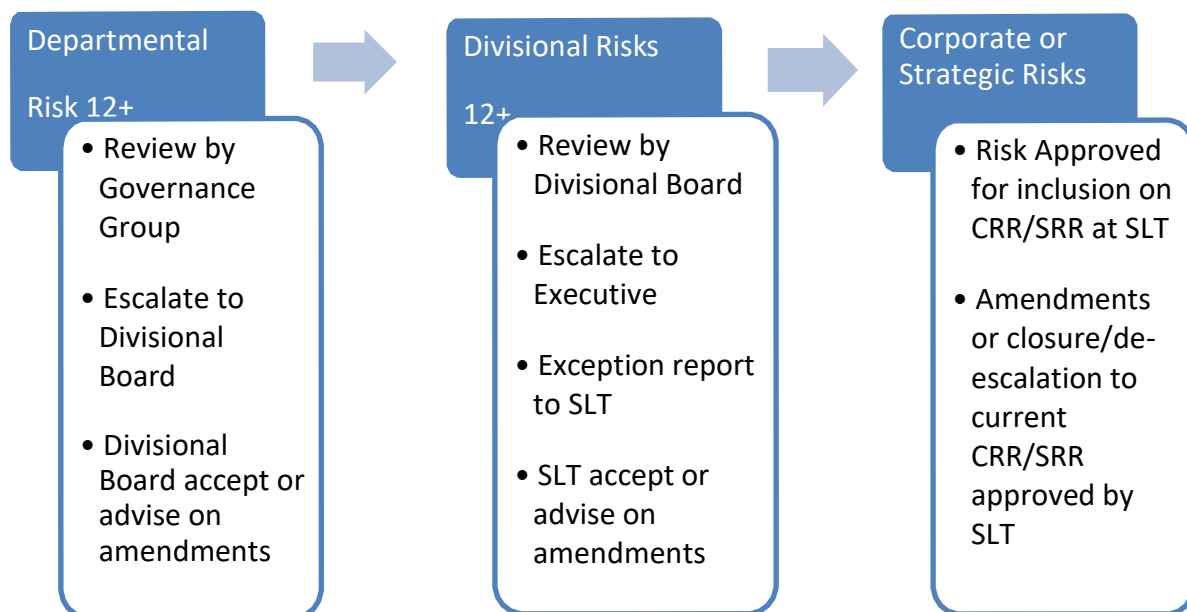 Departmental
Risk 12+
• Review by
Governance
Group
• Escalate to
Divisional
Board
• Divisional
Board accept or
advise on
amendments
Divisional Risks
12+
• Review by
Divisional Board
• Escalate to
Executive
• Exception report
to SLT
• SLT accept or
advise on
amendments
Corporate or
Strategic Risks
• Risk Approved
for inclusion on
CRR/SRR at SLT
• Amendments
or closure/de-
escalation to
current
CRR/SRR
approved by
SLT